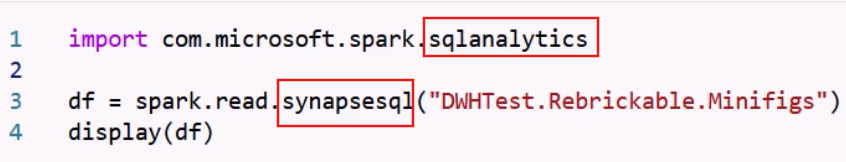 1 import com.microsoft.spark.sqlanalytics
2
3 df = spark.read.synapsesql("DWHTest.Rebrickable.Minifigs")
4 display(df)